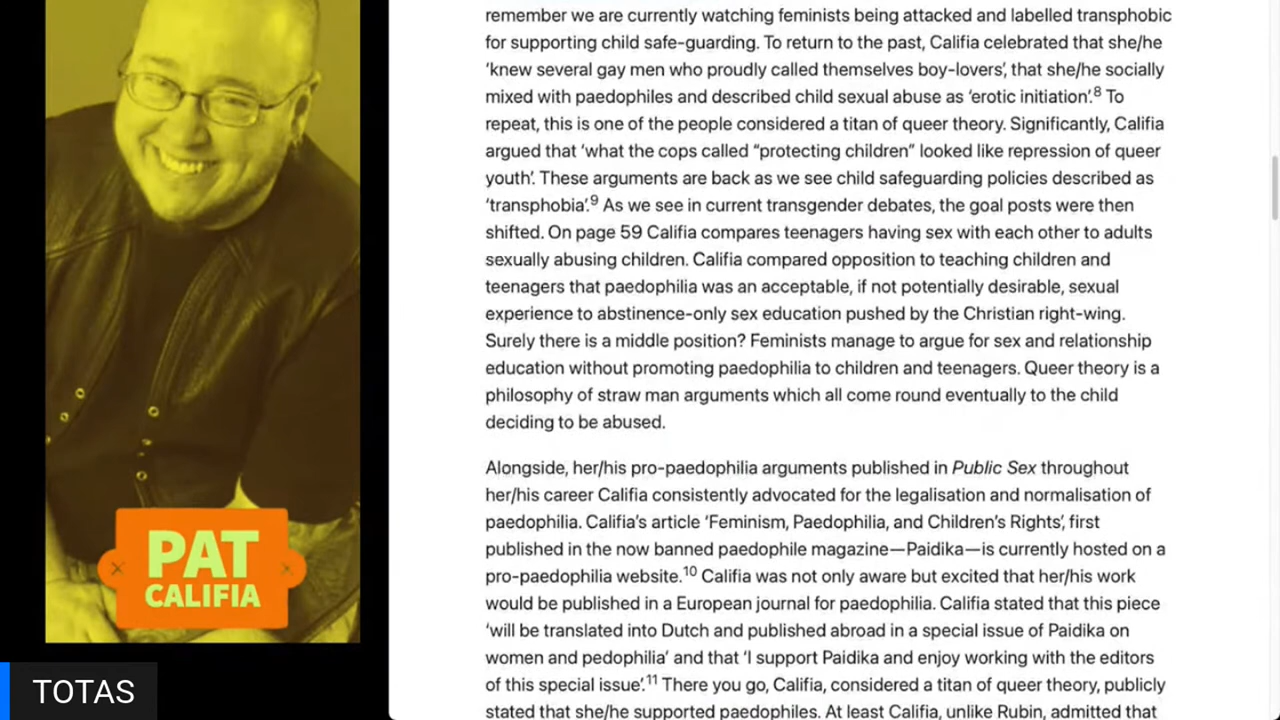 remember we are currently watching feminists being attacked and labelled transphobic
for supporting child safe-guarding. To return to the past, Califia celebrated that she/he
‘knew several gay men who proudly called themselves boy-lovers’, that she/he socially
mixed with paedophiles and described child sexual abuse as ‘erotic initiation’.8 To
repeat, this is one of the people considered a titan of queer theory. Significantly, Califia
argued that ‘what the cops called “protecting children” looked like repression of queer
youth’. These arguments are back as we see child safeguarding policies described as
‘transphobia’.9 As we see in current transgender debates, the goal posts were then
shifted. On page 59 Califia compares teenagers having sex with each other to adults
sexually abusing children. Califia compared opposition to teaching children and
teenagers that paedophilia was an acceptable, if not potentially desirable, sexual
experience to abstinence-only sex education pushed by the Christian right-wing.
Surely there is a middle position? Feminists manage to argue for sex and relationship
education without promoting paedophilia to children and teenagers. Queer theory is a
philosophy of straw man arguments which all come round eventually to the child
deciding to be abused.
Alongside, her/his pro-paedophilia arguments published in Public Sex throughout
her/his career Califia consistently advocated for the legalisation and normalisation of
paedophilia. Califia’s article ‘Feminism, Paedophilia, and Children’s Rights’, first
published in the now banned paedophile magazine—Paidika—is currently hosted on a
pro-paedophilia website.10 Califia was not only aware but excited that her/his work
would be published in a European journal for paedophilia. Califia stated that this piece
‘will be translated into Dutch and published abroad in a special issue of Paidika on
women and pedophilia’ and that ‘I support Paidika and enjoy working with the editors
of this special issue’.11 There you go, Califia, considered a titan of queer theory, publicly
stated that she/he supported paedophiles. At least Califia, unlike Rubin, admitted that
PAT
CALIFIA
TOTAS